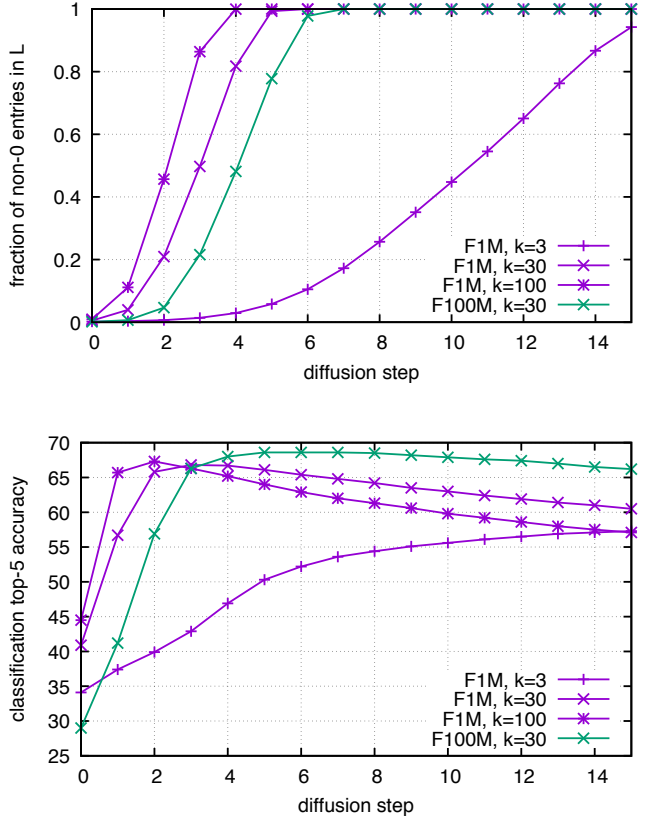 1
0.8
0.6
0.4
0.2
0
fraction of non-0 entries in L
F1M, k=3
F1M, k=30
F1M, k=100
F100M, k=30
0 2 4 6 8 10 12 14
diffusion step
70
65
60
55
50
45
40
35
30
25
classification top-5 accuracy
F1M, k=3
F1M, k=30
F1M, k=100
F100M, k=30
0 2 4 6 8 10 12 14
diffusion step